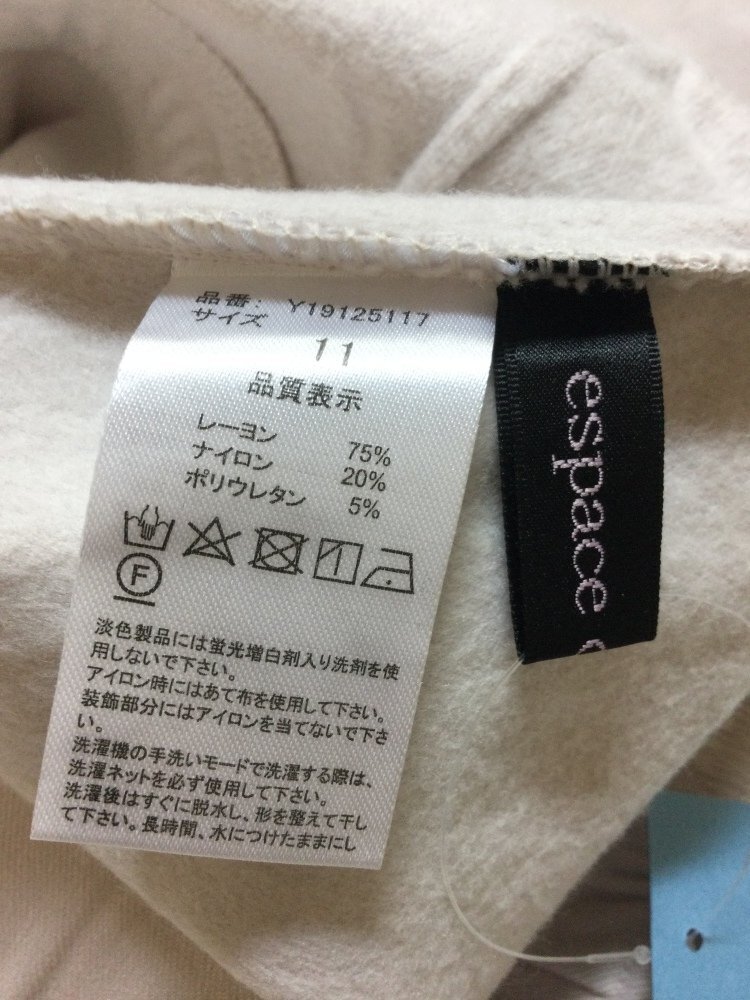 品番: Y19125117
サイズ
11
品質表示
レーヨン 75%
ナイロン 20%
ポリウレタン 5%
F
淡色製品には蛍光増白剤入り洗剤を使
用しないで下さい。
アイロン時にはあて布を使用して下さい。
装飾部分にはアイロンを当てないで下さ
い。
洗濯機の手洗いモードで洗濯する際は、
洗濯ネットを必ず使用して下さい。
洗濯後はすぐに脱水し、形を整えて干し
て下さい。長時間、水につけたままにし
espace